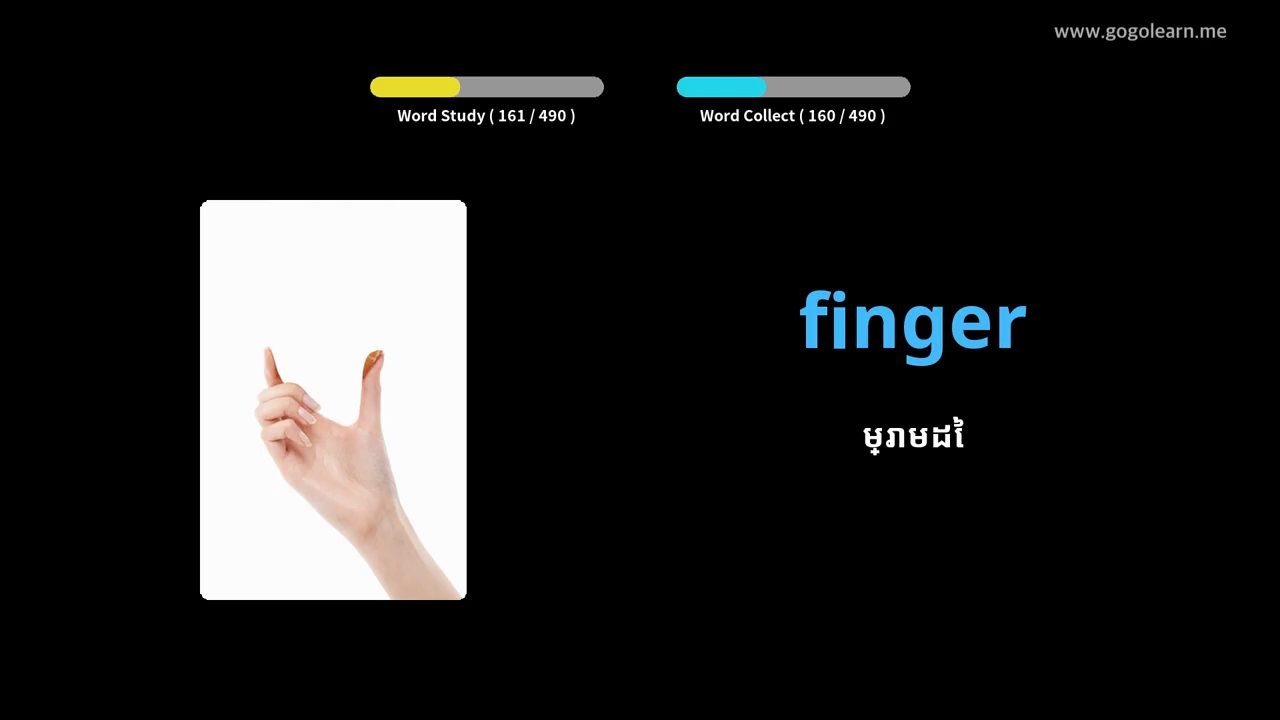 www.gogolearn.me
Word Study ( 161 / 490 )
Word Collect ( 160 / 490 )
finger
ម្រាមដៃ